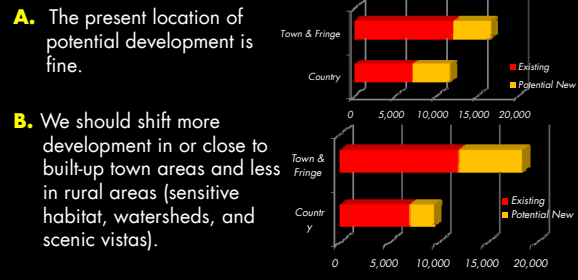 A. The present location of
potential development is
fine.
Town & Fringe
Country
Existing
Potential New
0 5,000 10,000 15,000 20,000
B. We should shift more
development in or close to
built-up town areas and less
in rural areas (sensitive
habitat, watersheds, and
scenic vistas).
Town &
Fringe
Countr
y
Existing
Potential New
0 5,000 10,000 15,000 20,000